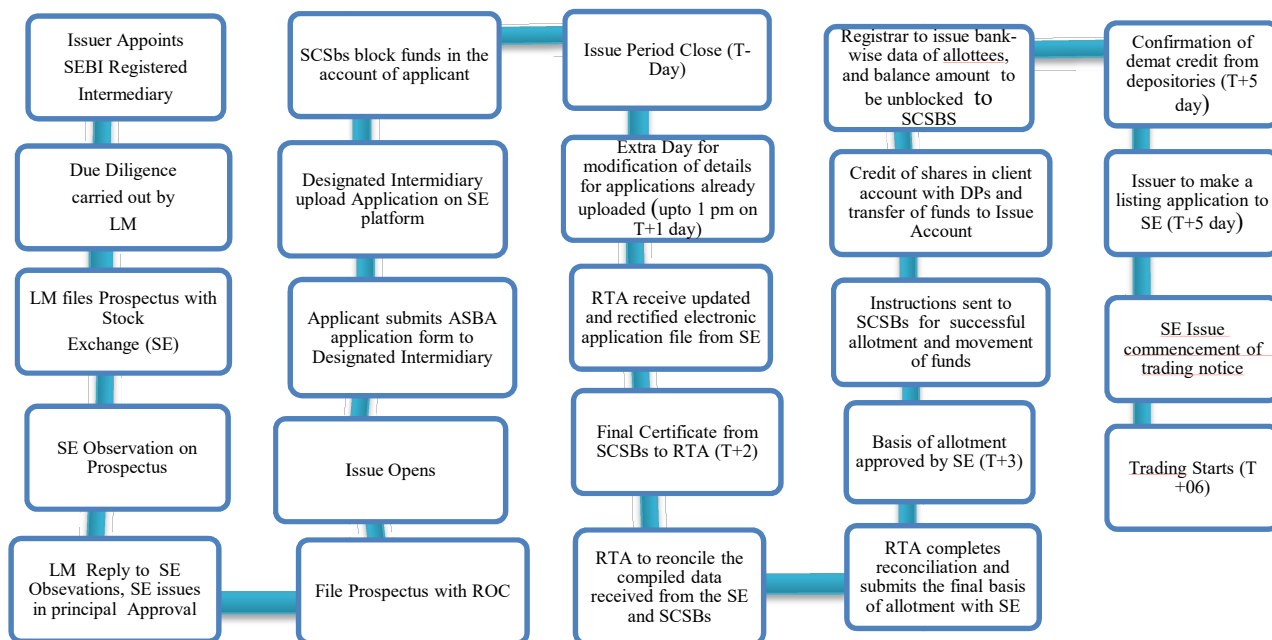 Issuer Appoints
SEBI Registered
Intermediary
Due Diligence
carried out by
LM
LM files Prospectus with
Stock
Exchange (SE)
SE Observation on
Prospectus
LM Reply to SE
Obsevations, SE issues
in principal Approval
File Prospectus with ROC
Issue Opens
Applicant submits ASBA
application form to
Designated Intermidiary
Designated Intermidiary
upload Application on SE
platform
SCSbs block funds in the
account of applicant
Issue Period Close (T-
Day)
Extra Day for
modification of details
for applications already
uploaded (upto 1 pm on
T+1 day)
RTA receive updated
and rectified electronic
application file from SE
Final Certificate from
SCSBs to RTA (T+2)
RTA to reconcile the
compiled data
received from the SE
and SCSBs
RTA completes
reconciliation and
submits the final basis
of allotment with SE
Basis of allotment
approved by SE (T+3)
Instructions sent to
SCSBs for successful
allotment and movement
of funds
Credit of shares in client
account with DPs and
transfer of funds to Issue
Account
Registrar to issue bank-
wise data of allottees,
and balance amount to
be unblocked to
SCSBS
Confirmation of
demat credit from
depositories (T+5
day)
Issuer to make a
listing application to
SE (T+5 day)
SE Issue
commencement of
trading notice
Trading Starts (T
+06)